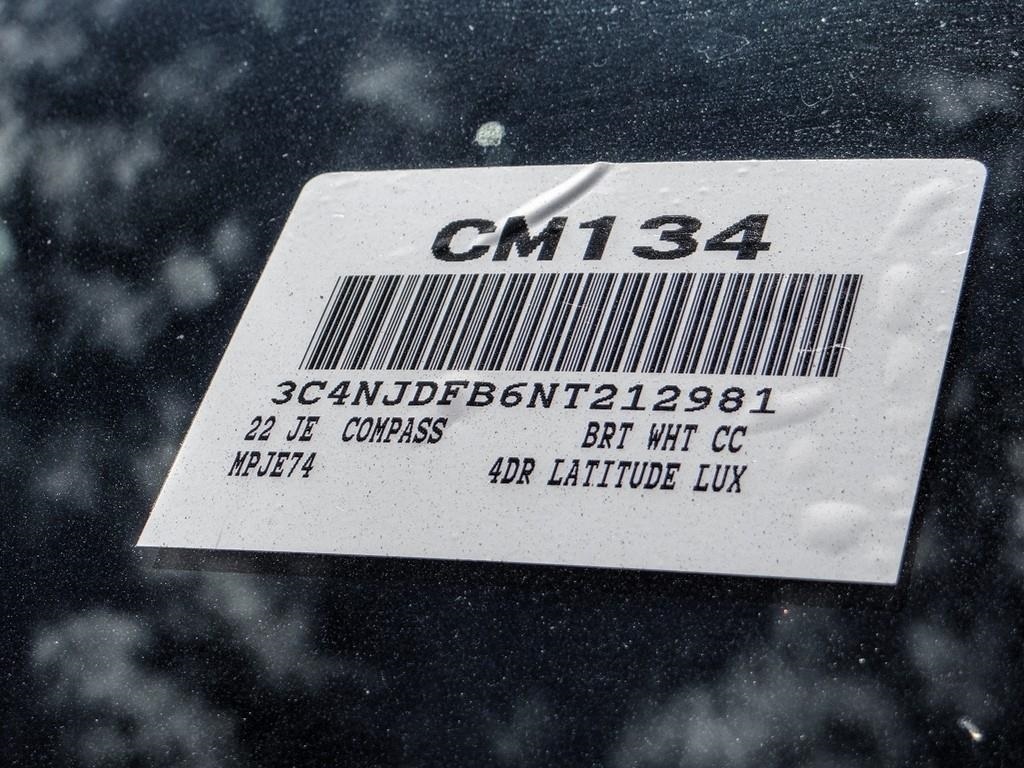 CM134
3C4NJDFB6NT212981
22 JE COMPASS BRT WHT CC
MPJE74 4DR LATITUDE LUX